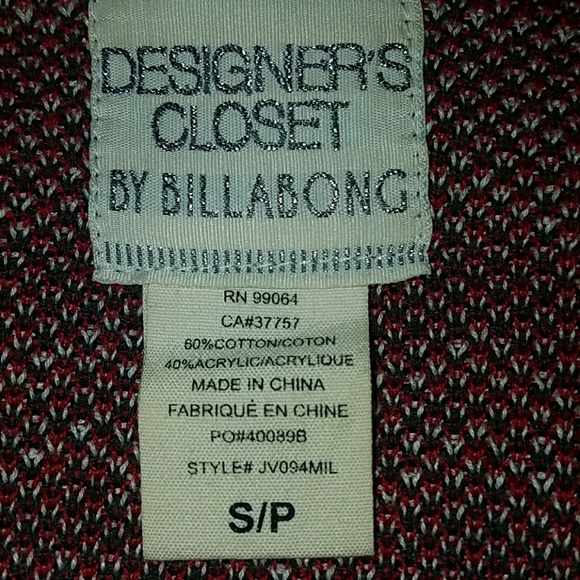 DESIGNER'S
CLOSET
BY BILLABONG
RN 99064
CA#37757
60%COTTON/COTON
40%ACRYLIC/ACRYLIQUE
MADE IN CHINA
FABRIQUÉ EN CHINE
PO#40089B
STYLE# JV094MIL
S/P